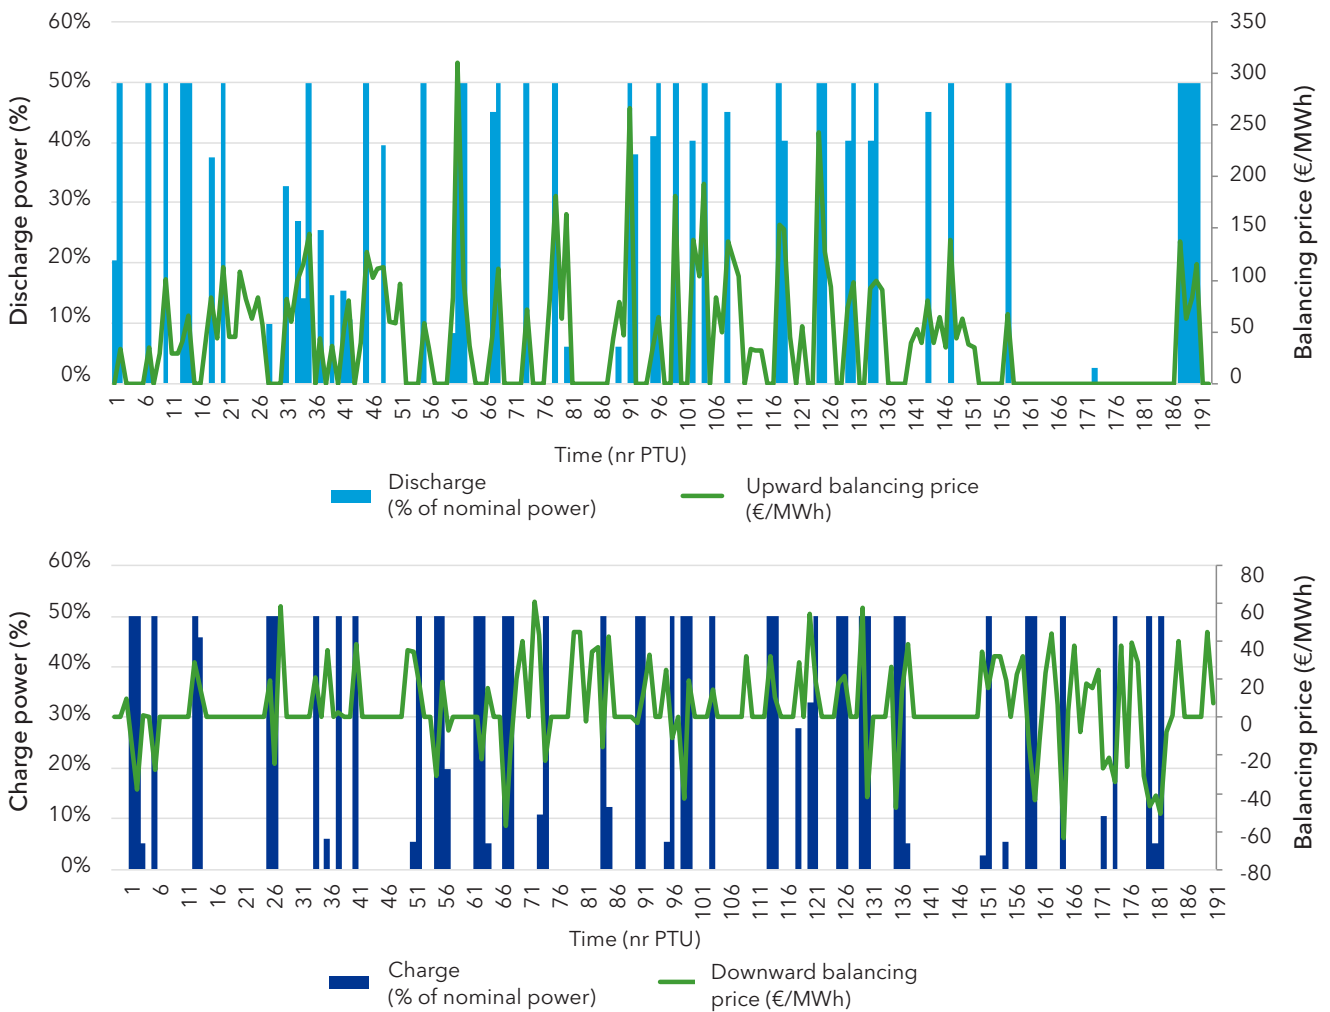 60%
50%
40%
30%
20%
10%
0%
Discharge power (%)
350
300
250
200
150
100
50
0
Balancing price (€/MWh)
1 6 11 16 21 26 31 36 41 46 51 56 61 66 71 76 81 86 91 96 101 106 111 116 121 126 131 136 141 146 151 156 161 166 171 176 181 186 191
Time (nr PTU)
Discharge
(% of nominal power)
Upward balancing price
(€/MWh)
60%
50%
40%
30%
20%
10%
0%
Charge power (%)
80
60
40
20
0
-20
-40
-60
-80
Balancing price (€/MWh)
1 6 11 16 21 26 31 36 41 46 51 56 61 66 71 76 81 86 91 96 101 106 111 116 121 126 131 136 141 146 151 156 161 166 171 176 181 186 191
Time (nr PTU)
Charge
(% of nominal power)
Downward balancing
price (€/MWh)